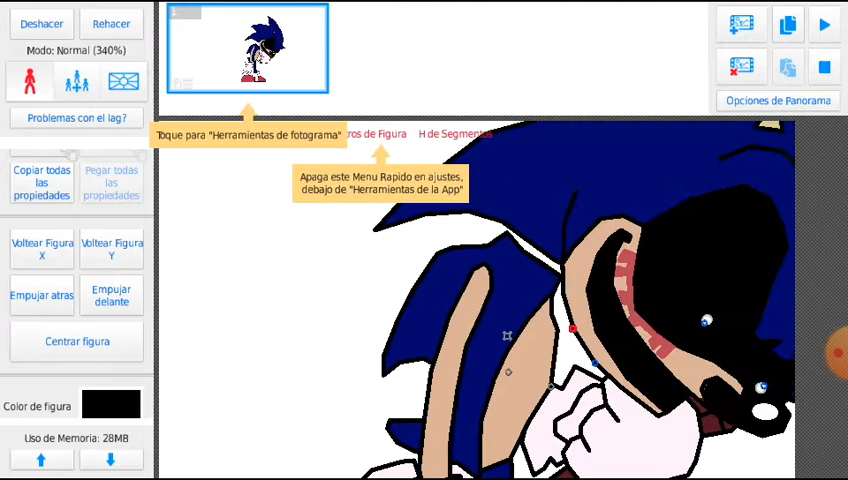 Deshacer
Rehacer
Modo: Normal (340%)
Problemas con el lag?
Copiar todas
las
propiedades
Pegar todas
las
propiedades
Voltear Figura
X
Voltear Figura
Y
Empujar atras
Empujar
delante
Centrar figura
Color de figura
Uso de Memoria: 28MB
1
Toque para "Herramientas de fotograma"
ros de Figura
H de Segmentos
Apaga este Menu Rapido en ajustes,
debajo de "Herramientas de la App"
Opciones de Panorama